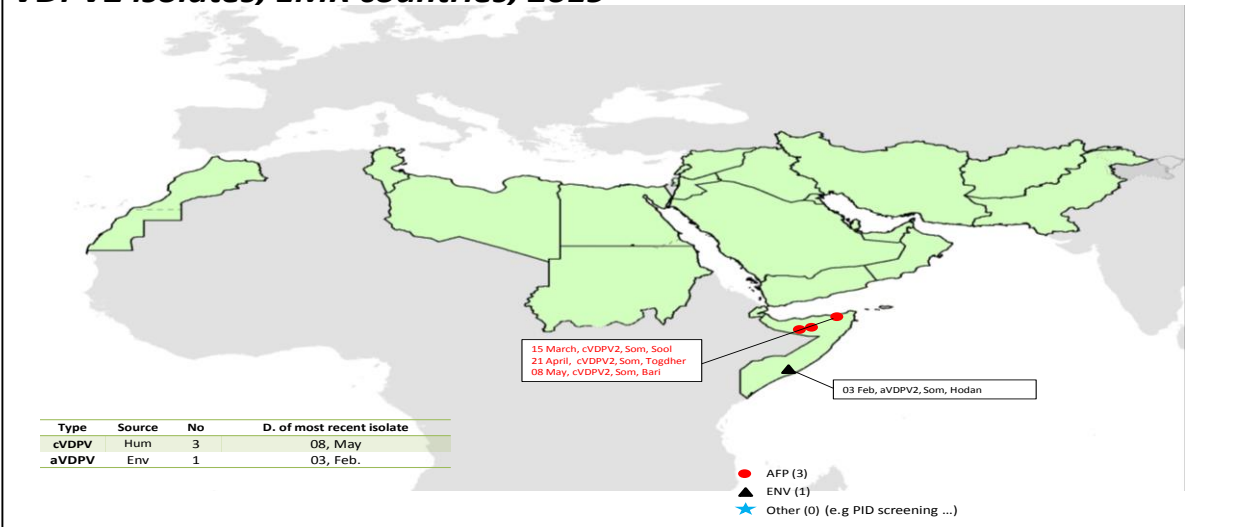 VDPV2 isolates, EMR countries, 2019
15 March, cVDPV2, Som, Sool
21 April, cVDPV2, Som, Togdher
08 May, cVDPV2, Som, Bari
03 Feb, aVDPV2, Som, Hodan
Type Source No D. of most recent isolate
cVDPV Hum 3 08, May
aVDPV Env 1 03, Feb.
AFP (3)
ENV (1)
Other (0) (e.g PID screening ...)